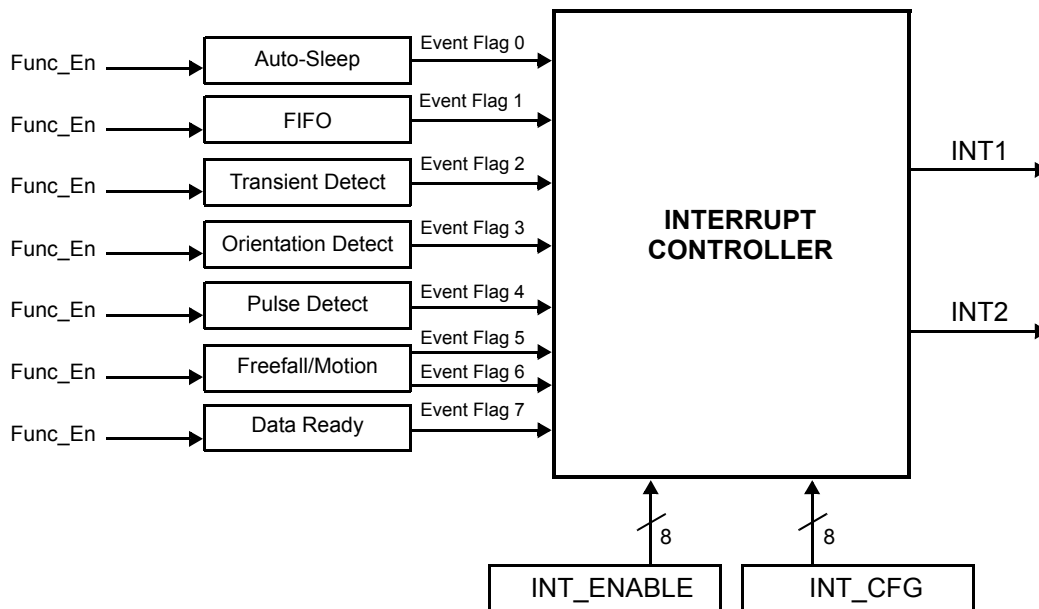 Func_En
Auto-Sleep
Event Flag 0
Func_En
FIFO
Event Flag 1
Func_En
Transient Detect
Event Flag 2
Func_En
Orientation Detect
Event Flag 3
Func_En
Pulse Detect
Event Flag 4
Func_En
Freefall/Motion
Event Flag 5
Event Flag 6
Func_En
Data Ready
Event Flag 7
INTERRUPT
CONTROLLER
INT1
INT2
8
8
INT_ENABLE
INT_CFG